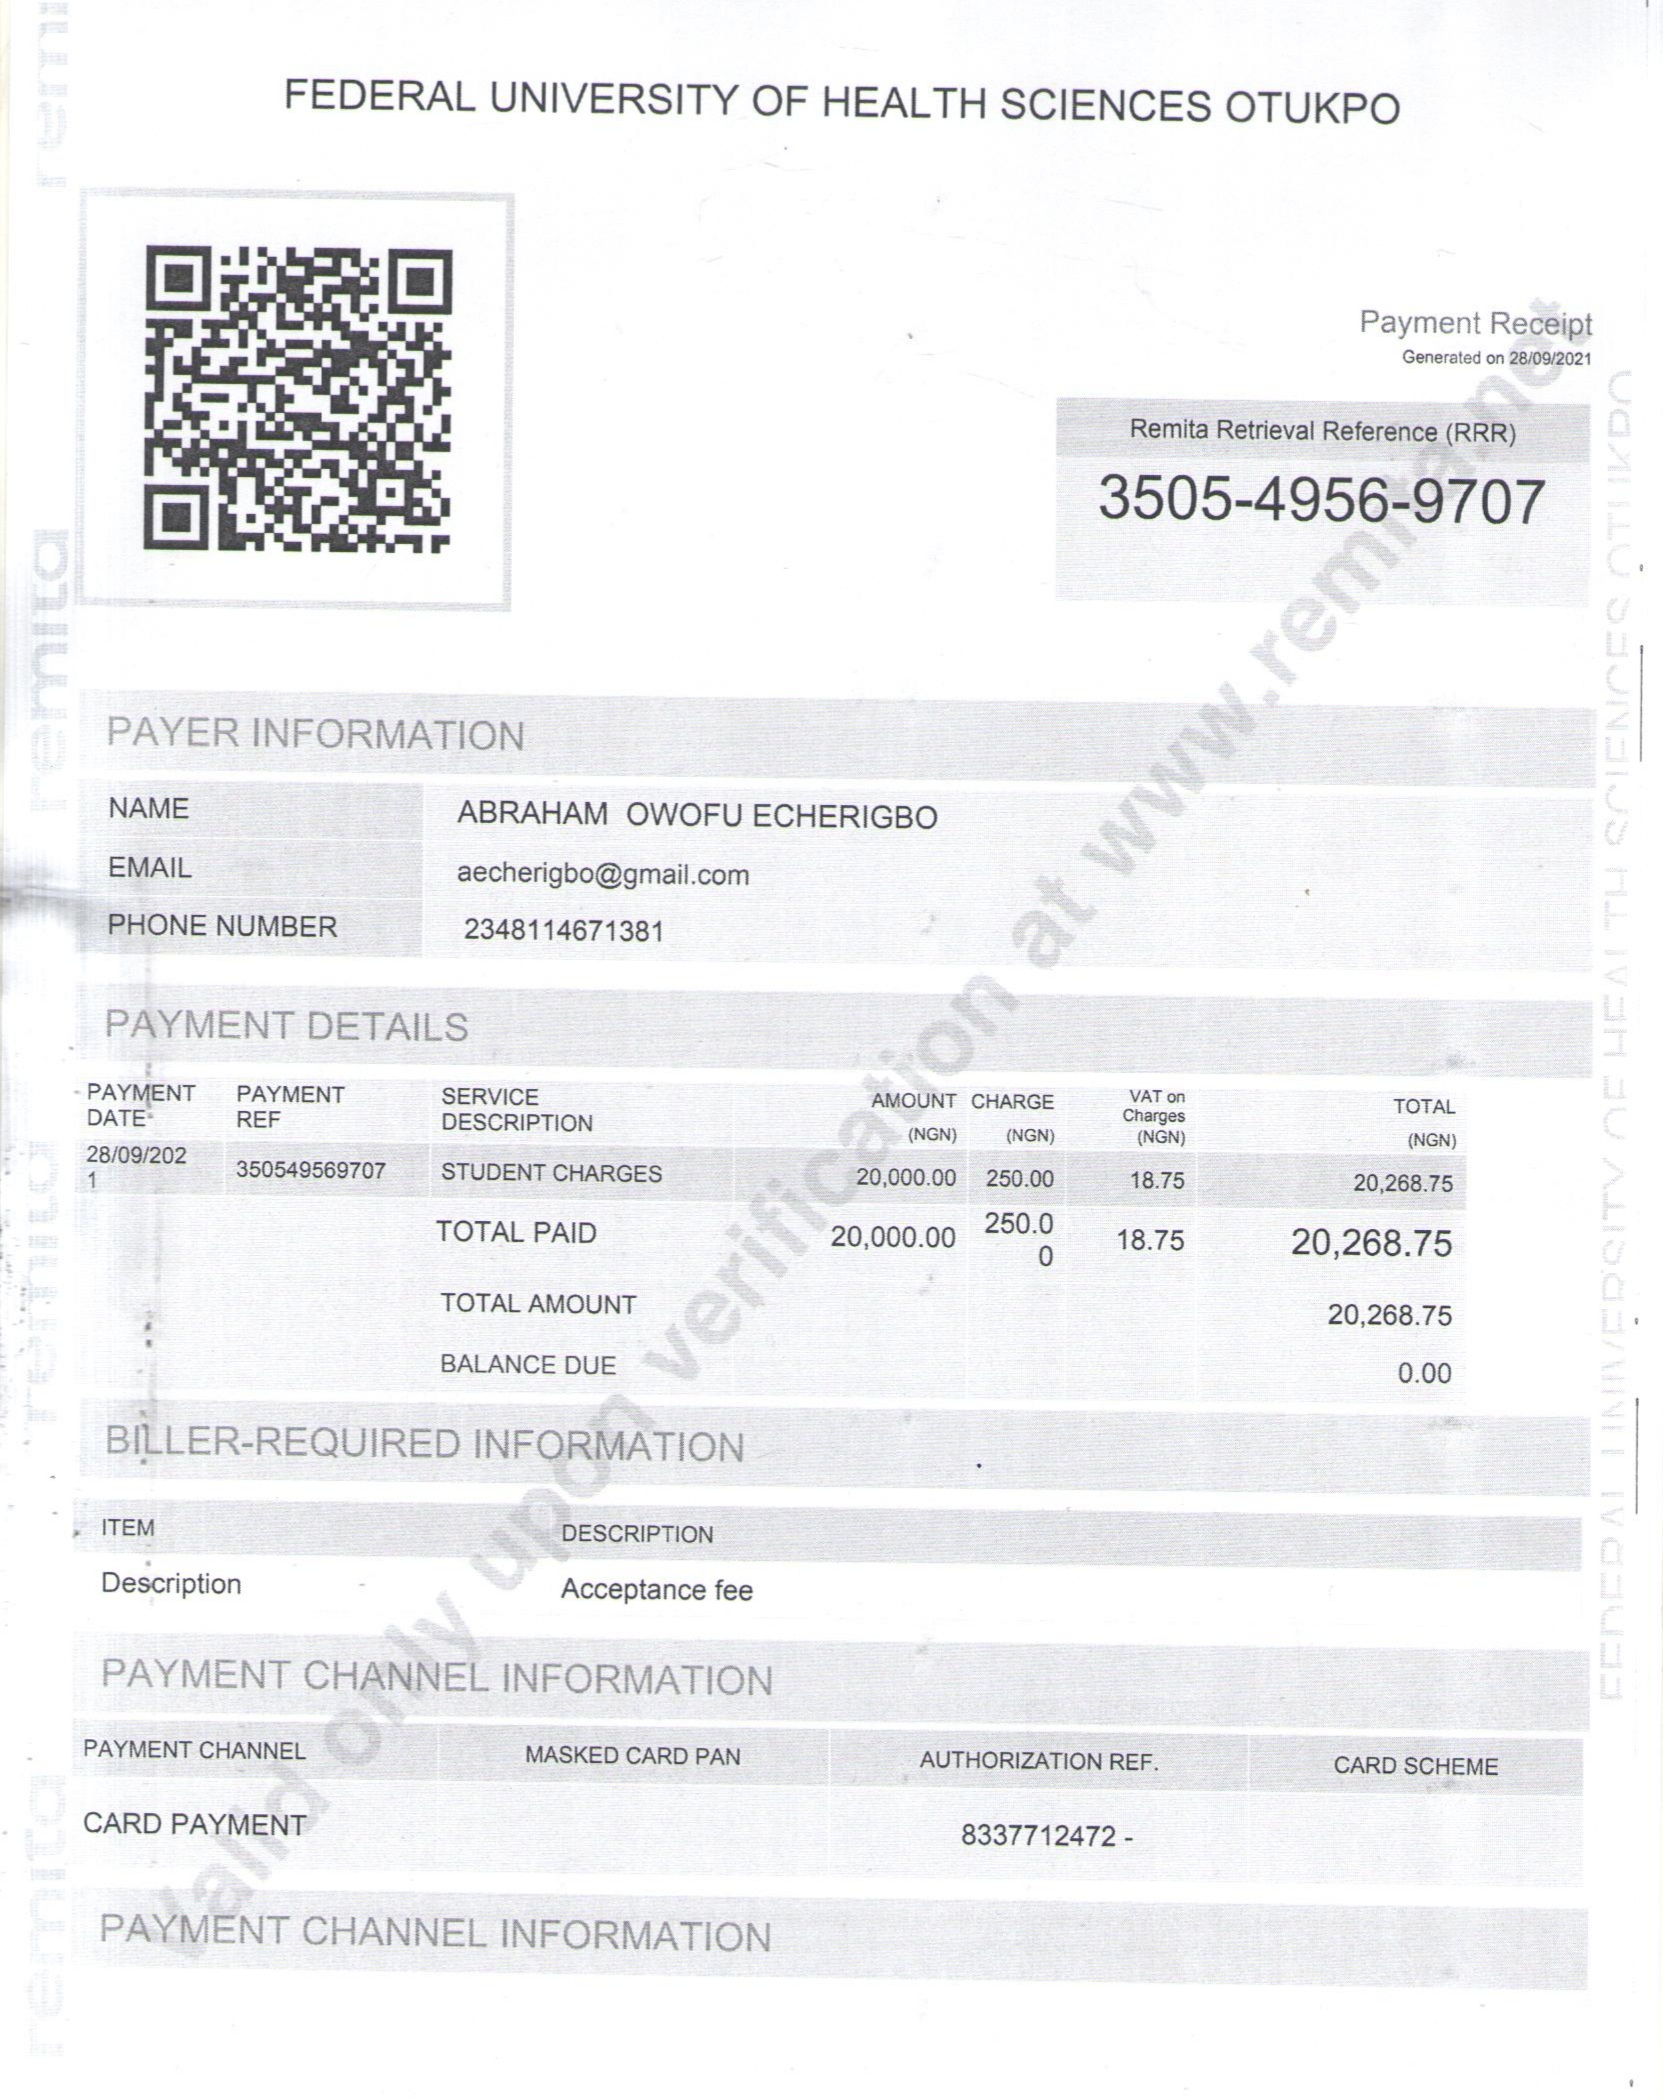 FEDERAL UNIVERSITY OF HEALTH SCIENCES OTUKPO
Payment Receipt
Generated on 28/09/2021
Remita Retrieval Reference (RRR)
3505-4956-9707
PAYER INFORMATION
NAME ABRAHAM OWOFU ECHERIGBO
EMAIL aecherigbo@gmail.com
PHONE NUMBER 2348114671381
PAYMENT DETAILS
PAYMENT DATE PAYMENT REF SERVICE DESCRIPTION AMOUNT (NGN) CHARGE (NGN) VAT on Charges (NGN) TOTAL (NGN)
28/09/2021 350549569707 STUDENT CHARGES 20,000.00 250.00 18.75 20,268.75
TOTAL PAID 20,000.00 250.00 18.75 20,268.75
TOTAL AMOUNT 20,268.75
BALANCE DUE 0.00
BILLER-REQUIRED INFORMATION
ITEM DESCRIPTION
Description Acceptance fee
PAYMENT CHANNEL INFORMATION
PAYMENT CHANNEL MASKED CARD PAN AUTHORIZATION REF. CARD SCHEME
CARD PAYMENT 8337712472 -
PAYMENT CHANNEL INFORMATION
Valid only upon verification at www.remita.net
remita
remita
remita
remita
FEDERAL UNIVERSITY OF HEALTH SCIENCES OTUKPO